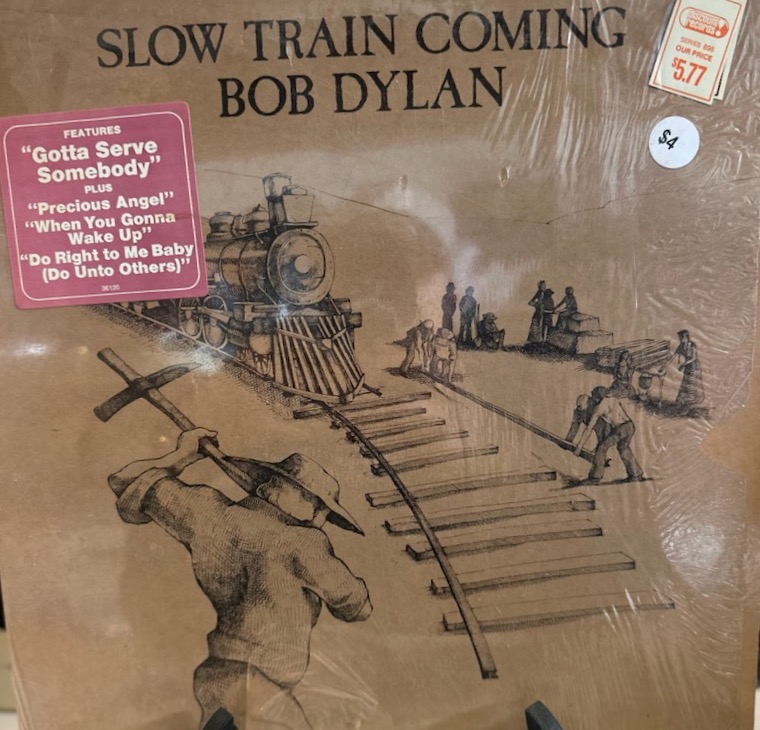 SLOW TRAIN COMING
BOB DYLAN
SERIES 898
OUR PRICE
$5.77
$4
FEATURES
“Gotta Serve
Somebody”
PLUS
“Precious Angel”
“When You Gonna
Wake Up”
“Do Right to Me Baby
(Do Unto Others)”
36120